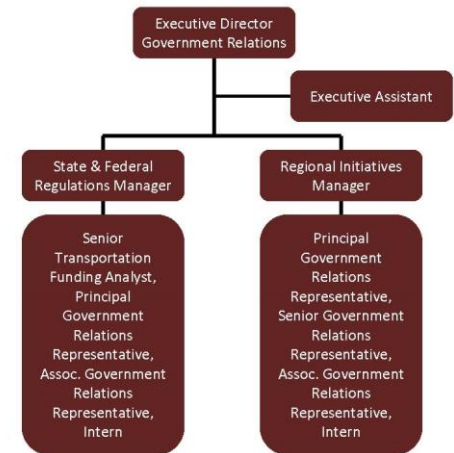 Executive Director
Government Relations
Executive Assistant
State & Federal
Regulations Manager
Regional Initiatives
Manager
Senior
Transportation
Funding Analyst,
Principal
Government
Relations
Representative,
Assoc. Government
Relations
Representative,
Intern
Principal
Government
Relations
Representative,
Senior Government
Relations
Representative,
Assoc. Government
Relations
Representative,
Intern